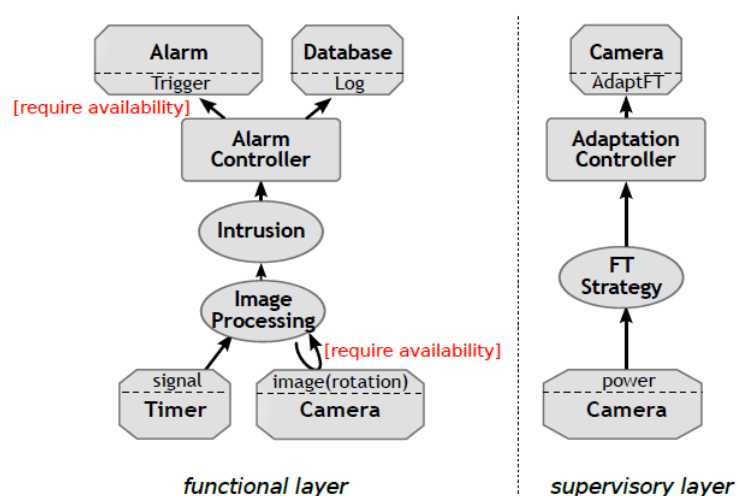 Alarm
Trigger
[require availability]
Database
Log
Alarm
Controller
Intrusion
Image
Processing
[require availability]
signal
Timer
image(rotation)
Camera
functional layer
Camera
AdaptFT
Adaptation
Controller
FT
Strategy
power
Camera
supervisory layer